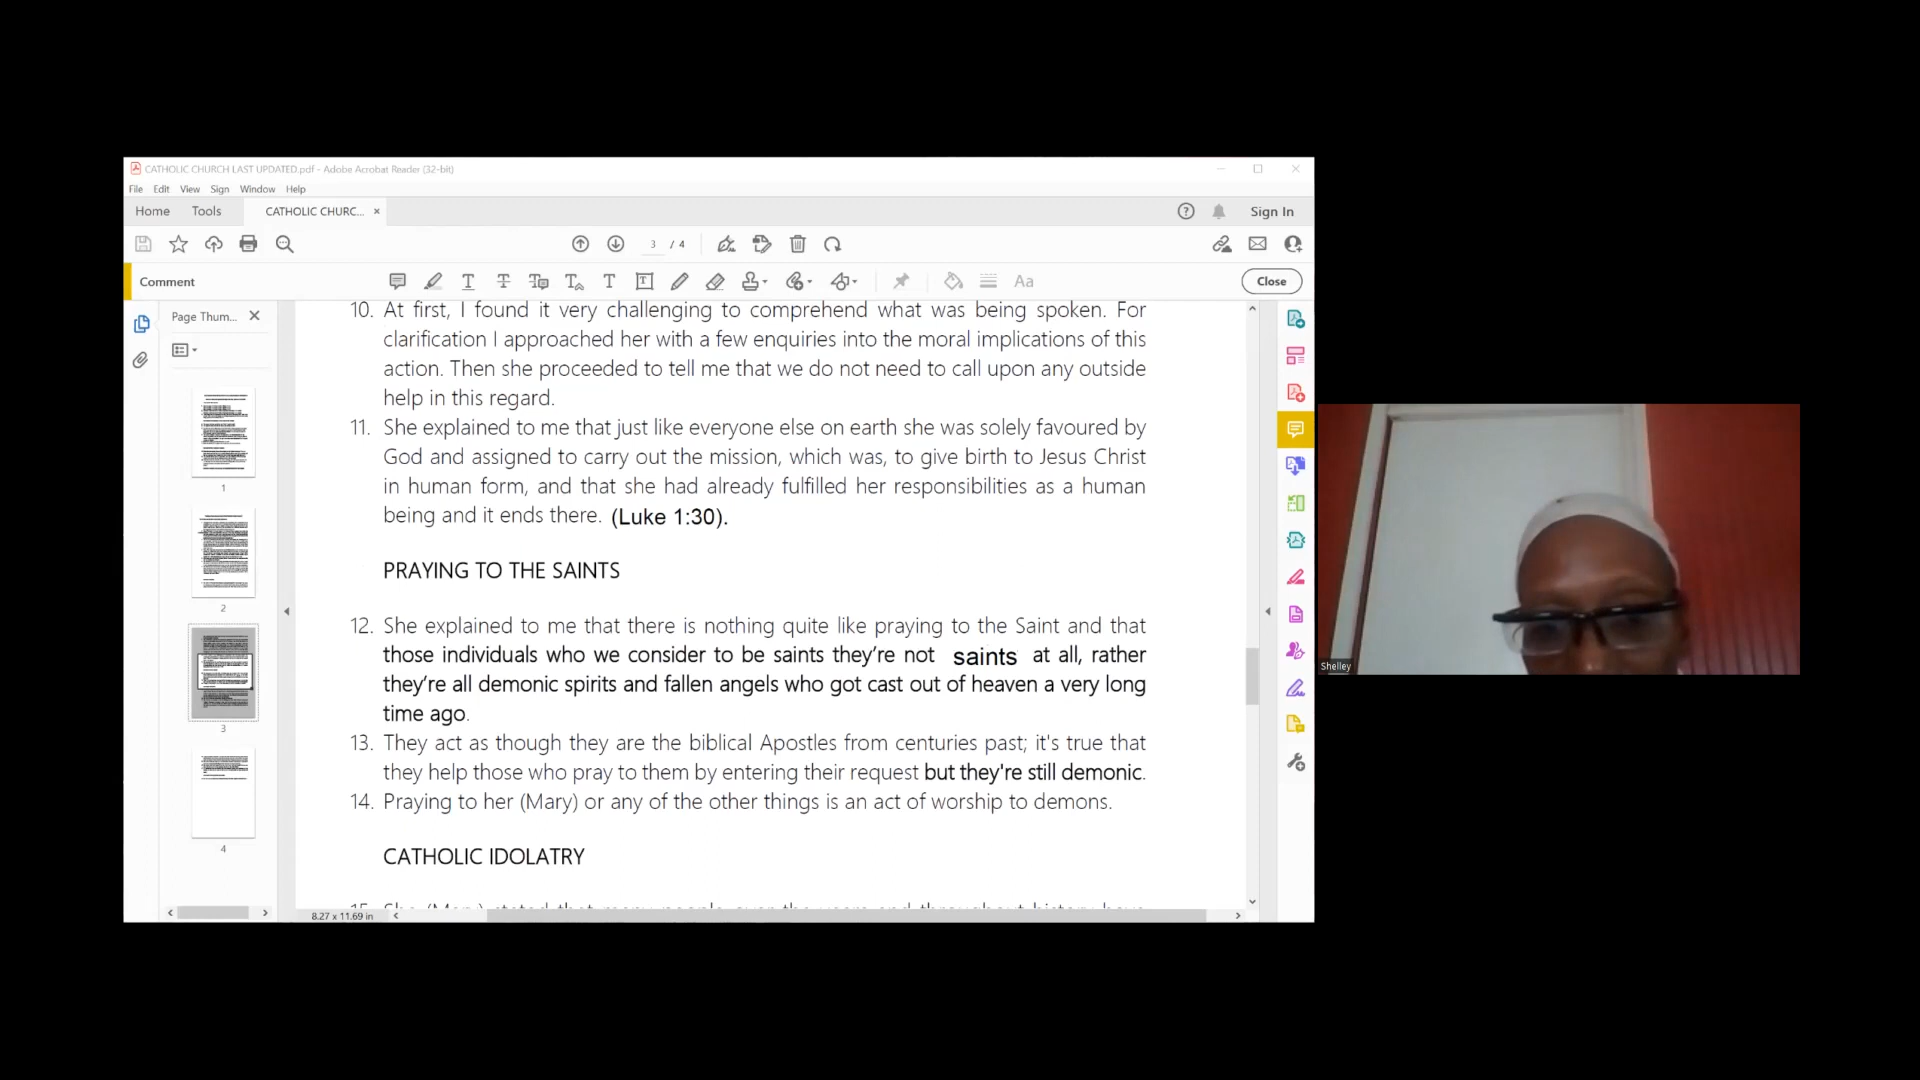 CATHOLIC CHURCH LAST UPDATED.pdf - Adobe Acrobat Reader (32-bit)
File Edit View Sign Window Help
Home Tools CATHOLIC CHURC... × Sign In
3 / 4
Comment Close
Page Thum...
1
2
3
4
10. At first, I found it very challenging to comprehend what was being spoken. For
clarification I approached her with a few enquiries into the moral implications of this
action. Then she proceeded to tell me that we do not need to call upon any outside
help in this regard.
11. She explained to me that just like everyone else on earth she was solely favoured by
God and assigned to carry out the mission, which was, to give birth to Jesus Christ
in human form, and that she had already fulfilled her responsibilities as a human
being and it ends there. (Luke 1:30).
PRAYING TO THE SAINTS
12. She explained to me that there is nothing quite like praying to the Saint and that
those individuals who we consider to be saints they’re not saints at all, rather
they’re all demonic spirits and fallen angels who got cast out of heaven a very long
time ago.
13. They act as though they are the biblical Apostles from centuries past; it's true that
they help those who pray to them by entering their request but they're still demonic.
14. Praying to her (Mary) or any of the other things is an act of worship to demons.
CATHOLIC IDOLATRY
8.27 x 11.69 in
Shelley